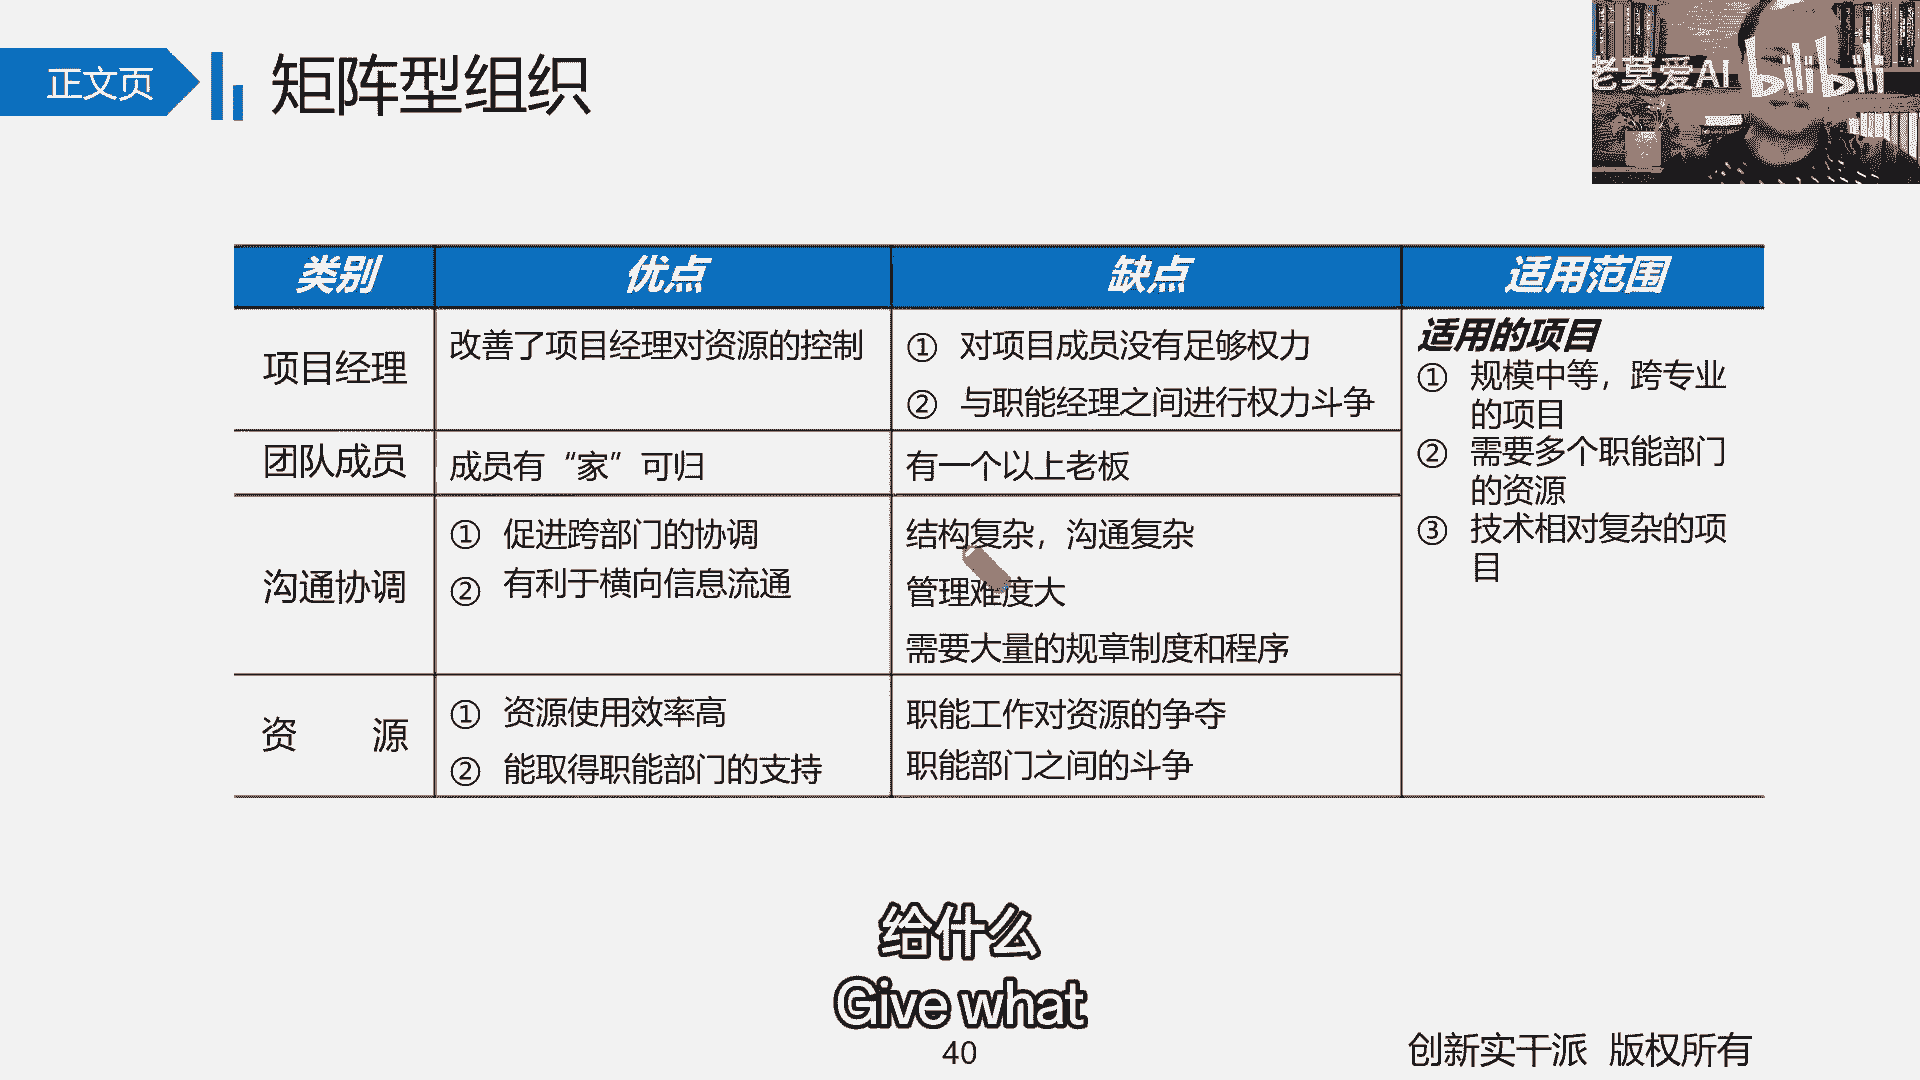 正文页
矩阵型组织
老莫爱AI
bilibili
类别
优点
缺点
适用范围
项目经理
改善了项目经理对资源的控制
① 对项目成员没有足够权力
② 与职能经理之间进行权力斗争
适用的项目
① 规模中等，跨专业
的项目
② 需要多个职能部门
的资源
③ 技术相对复杂的项
目
团队成员
成员有“家”可归
有一个以上老板
沟通协调
① 促进跨部门的协调
② 有利于横向信息流通
结构复杂，沟通复杂
管理难度大
需要大量的规章制度和程序
资 源
① 资源使用效率高
② 能取得职能部门的支持
职能工作对资源的争夺
职能部门之间的斗争
给什么
Give what
40
创新实干派 版权所有